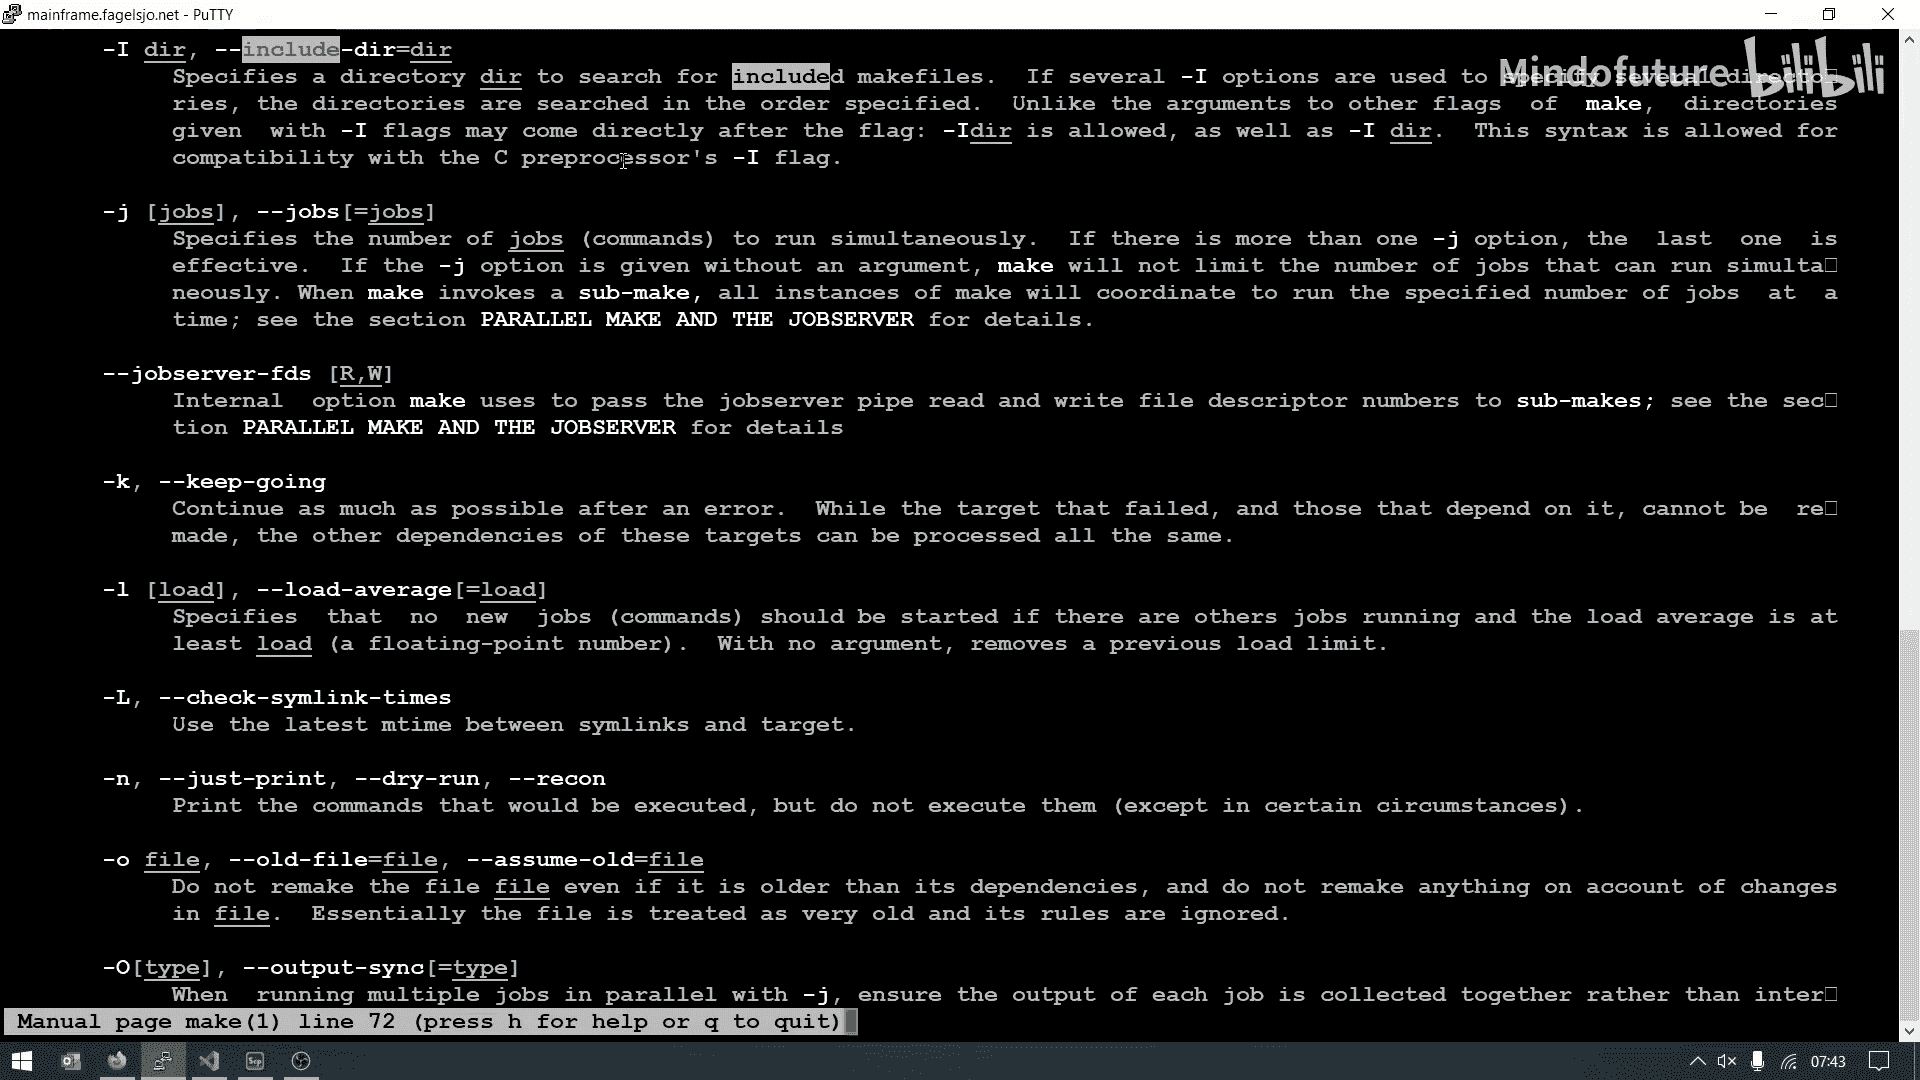 mainframe.fagelsjo.net - PuTTY
-I dir, --include-dir=dir
Specifies a directory dir to search for included makefiles.  If several -I options are used to specify several directo
Mindofuture bilibili
ries, the directories are searched in the order specified.  Unlike the arguments to other flags  of  make,  directories
given  with -I flags may come directly after the flag: -Idir is allowed, as well as -I dir.  This syntax is allowed for
compatibility with the C preprocessor's -I flag.
-j [jobs], --jobs[=jobs]
Specifies the number of jobs (commands) to run simultaneously.  If there is more than one -j option, the  last  one  is
effective.  If the -j option is given without an argument, make will not limit the number of jobs that can run simulta
neously. When make invokes a sub-make, all instances of make will coordinate to run the specified number of jobs  at  a
time; see the section PARALLEL MAKE AND THE JOBSERVER for details.
--jobserver-fds [R,W]
Internal  option make uses to pass the jobserver pipe read and write file descriptor numbers to sub-makes; see the sec
tion PARALLEL MAKE AND THE JOBSERVER for details
-k, --keep-going
Continue as much as possible after an error.  While the target that failed, and those that depend on it, cannot be  re
made, the other dependencies of these targets can be processed all the same.
-l [load], --load-average[=load]
Specifies  that  no  new  jobs (commands) should be started if there are others jobs running and the load average is at
least load (a floating-point number).  With no argument, removes a previous load limit.
-L, --check-symlink-times
Use the latest mtime between symlinks and target.
-n, --just-print, --dry-run, --recon
Print the commands that would be executed, but do not execute them (except in certain circumstances).
-o file, --old-file=file, --assume-old=file
Do not remake the file file even if it is older than its dependencies, and do not remake anything on account of changes
in file.  Essentially the file is treated as very old and its rules are ignored.
-O[type], --output-sync[=type]
When  running multiple jobs in parallel with -j, ensure the output of each job is collected together rather than inter
Manual page make(1) line 72 (press h for help or q to quit)
07:43